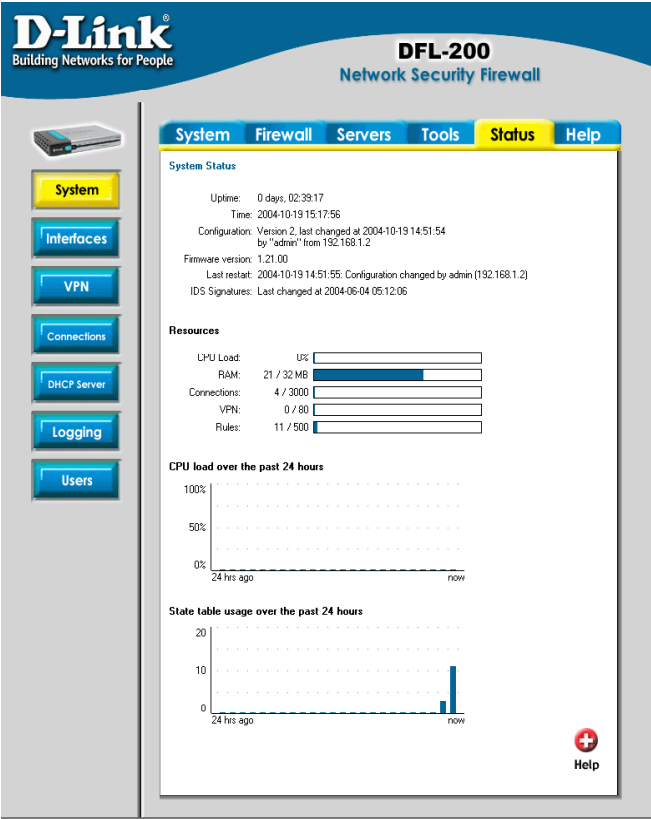 D-Link®
Building Networks for People
DFL-200
Network Security Firewall
System Firewall Servers Tools Status Help
System
Interfaces
VPN
Connections
DHCP Server
Logging
Users
System Status
Uptime: 0 days, 02:39:17
Time: 2004-10-19 15:17:56
Configuration: Version 2, last changed at 2004-10-19 14:51:54
by "admin" from 192.168.1.2
Firmware version: 1.21.00
Last restart: 2004-10-19 14:51:55: Configuration changed by admin (192.168.1.2)
IDS Signatures: Last changed at 2004-06-04 05:12:06
Resources
CPU Load: 0%
RAM: 21 / 32 MB
Connections: 4 / 3000
VPN: 0 / 80
Rules: 11 / 500
CPU load over the past 24 hours
100%
50%
0%
24 hrs ago now
State table usage over the past 24 hours
20
10
0
24 hrs ago now
Help